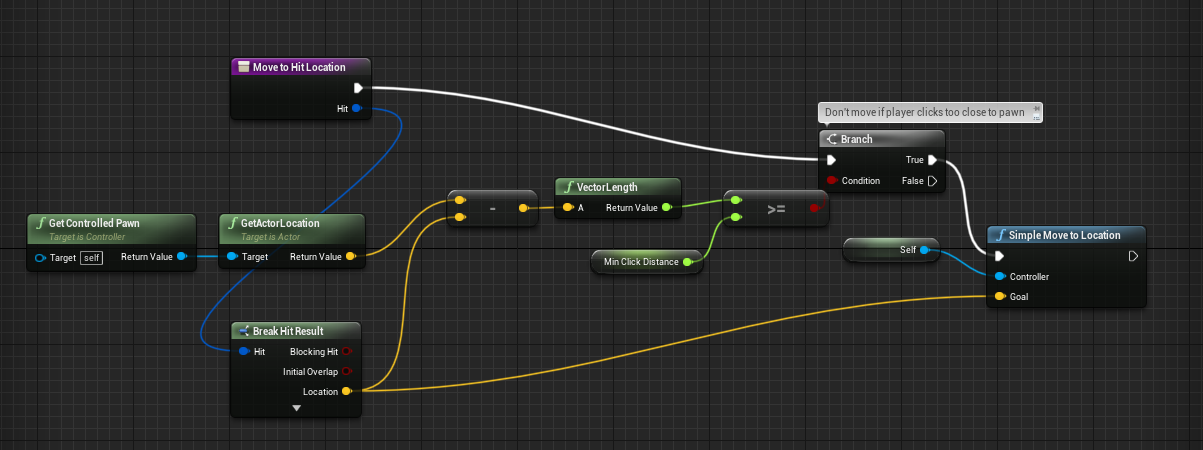 Move to Hit Location
Hit
Don't move if player clicks too close to pawn
Branch
True
Condition
False
VectorLength
A
Return Value
-
>=
GetControlled Pawn
Target is Controller
Target
self
Return Value
GetActorLocation
Target is Actor
Target
Return Value
Min Click Distance
Self
Simple Move to Location
Controller
Goal
Break Hit Result
Hit
Blocking Hit
Initial Overlap
Location